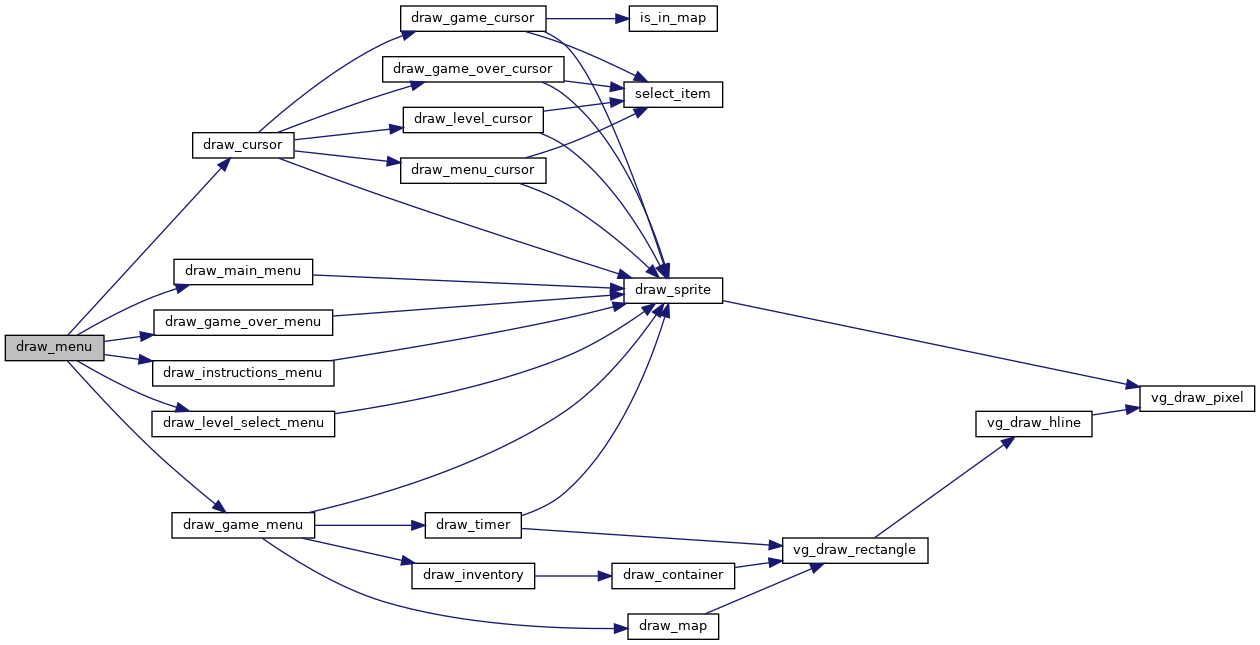 draw_game_cursor
is_in_map
draw_game_over_cursor
select_item
draw_level_cursor
draw_cursor
draw_menu_cursor
draw_main_menu
draw_sprite
draw_game_over_menu
draw_menu
draw_instructions_menu
vg_draw_pixel
draw_level_select_menu
vg_draw_hline
draw_game_menu
draw_timer
vg_draw_rectangle
draw_inventory
draw_container
draw_map